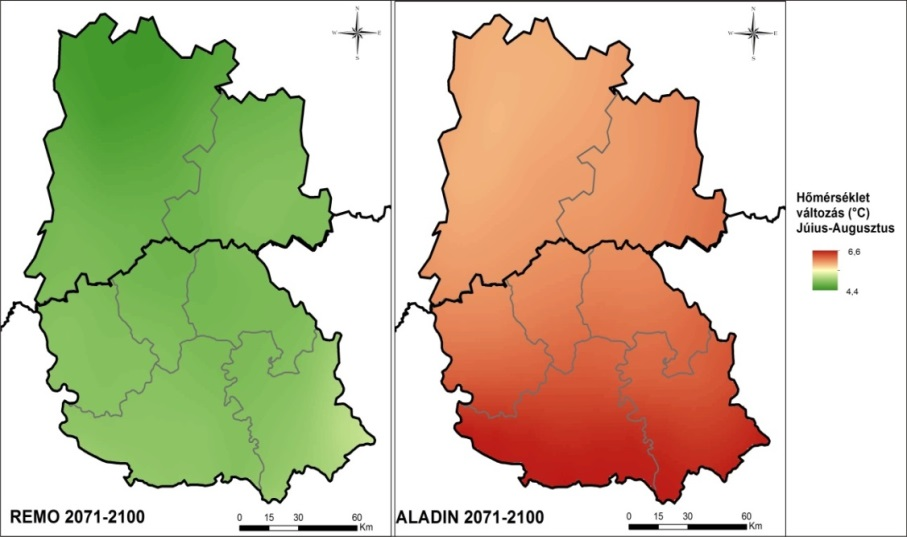 N
W E
S
N
W E
S
Hőmérséklet
változás (°C)
Júius-Augusztus
6,6
4,4
REMO 2071-2100
0 15 30 60
Km
ALADIN 2071-2100
0 15 30 60
Km